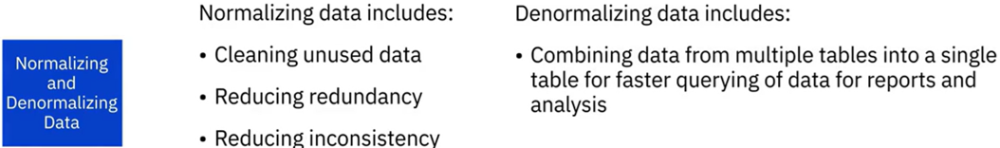 Normalizing
and
Denormalizing
Data
Normalizing data includes:
• Cleaning unused data
• Reducing redundancy
• Reducing inconsistency
Denormalizing data includes:
• Combining data from multiple tables into a single
table for faster querying of data for reports and
analysis